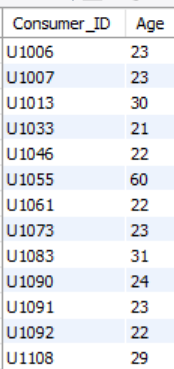 Consumer_ID Age
U1006 23
U1007 23
U1013 30
U1033 21
U1046 22
U1055 60
U1061 22
U1073 23
U1083 31
U1090 24
U1091 23
U1092 22
U1108 29